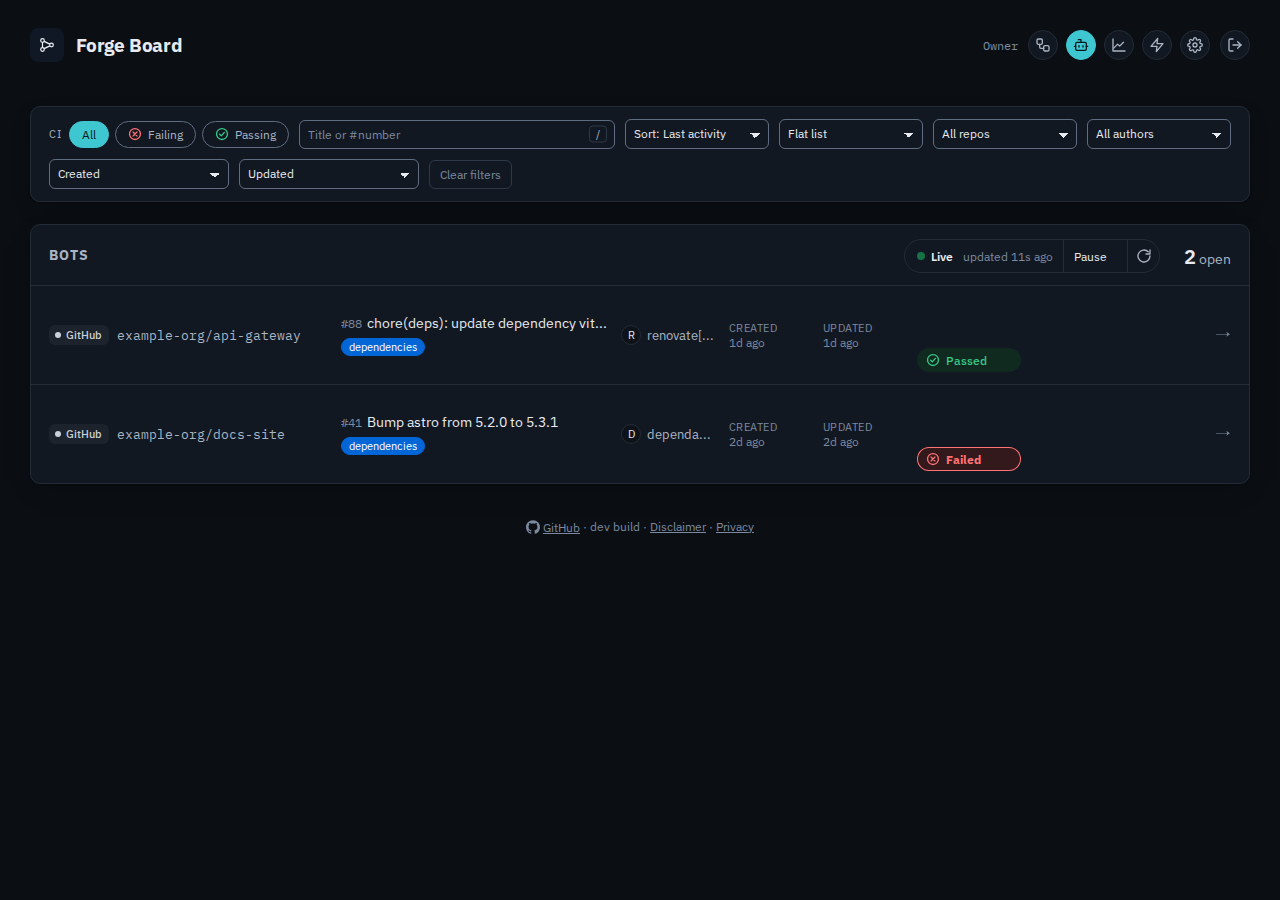 Forge Board
Owner
CI All Failing Passing Title or #number / Sort: Last activity Flat list All repos All authors
Created Updated Clear filters
BOTS Live updated 11s ago Pause 2 open
GitHub example-org/api-gateway #88 chore(deps): update dependency vit... R renovate[... CREATED 1d ago UPDATED 1d ago →
dependencies
Passed
GitHub example-org/docs-site #41 Bump astro from 5.2.0 to 5.3.1 Dependa... CREATED 2d ago UPDATED 2d ago →
dependencies
Failed
GitHub · dev build · Disclaimer · Privacy